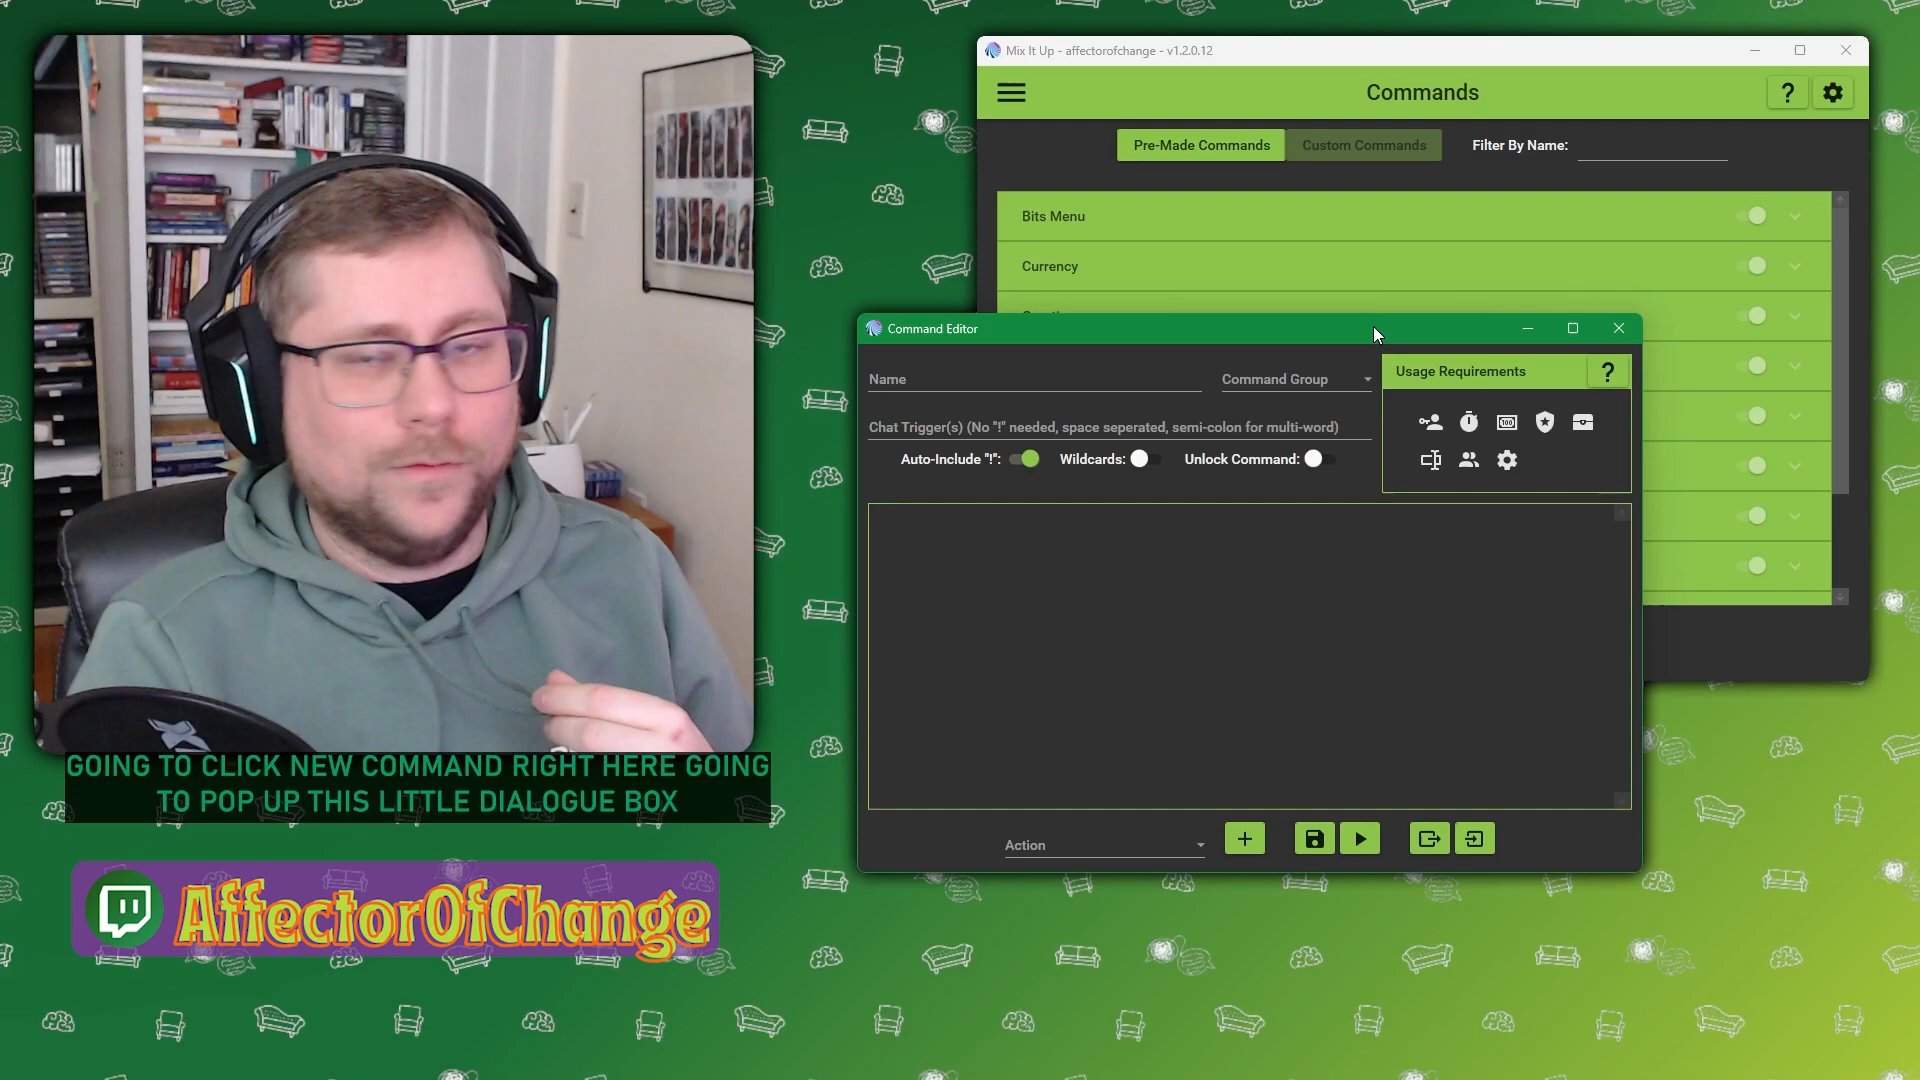 Mix It Up - affectorofchange - v1.2.0.12
Commands
?
Pre-Made Commands
Custom Commands
Filter By Name:
Bits Menu
Currency
Command Editor
Name
Command Group
Usage Requirements
?
Chat Trigger(s) (No "!" needed, space seperated, semi-colon for multi-word)
Auto-Include "!":
Wildcards:
Unlock Command:
100
Action
GOING TO CLICK NEW COMMAND RIGHT HERE GOING
TO POP UP THIS LITTLE DIALOGUE BOX
AffectorOfChange